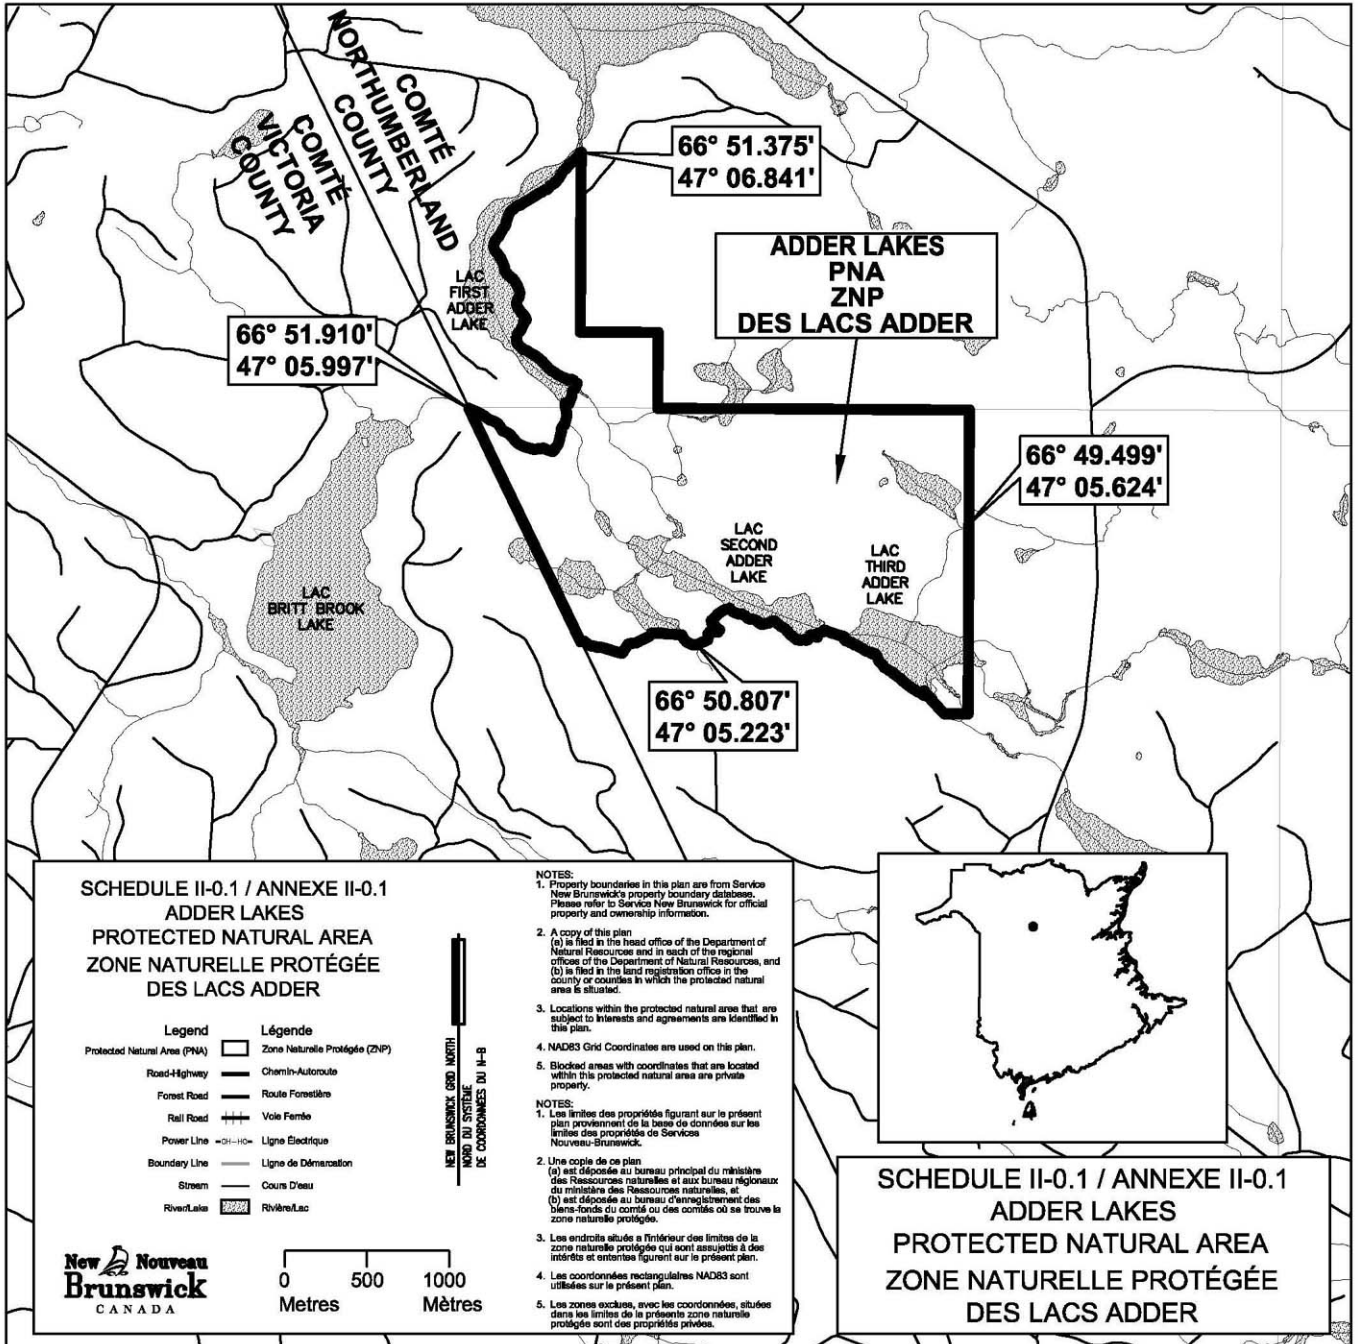 COMTÉ
NORTHUMBERLAND
COUNTY
COMTÉ
VICTORIA
COUNTY
66° 51.375'
47° 06.841'
ADDER LAKES
PNA
ZNP
DES LACS ADDER
LAC
FIRST
ADDER
LAKE
66° 51.910'
47° 05.997'
66° 49.499'
47° 05.624'
LAC
SECOND
ADDER
LAKE
LAC
THIRD
ADDER
LAKE
LAC
BRITT BROOK
LAKE
66° 50.807'
47° 05.223'
SCHEDULE II-0.1 / ANNEXE II-0.1
ADDER LAKES
PROTECTED NATURAL AREA
ZONE NATURELLE PROTÉGÉE
DES LACS ADDER
Legend Légende
Protected Natural Area (PNA) Zone Naturelle Protégée (ZNP)
Road-Highway Chemin-Autoroute
Forest Road Route Forestière
Rail Road Voie Ferrée
Power Line OH-HO Ligne Électrique
Boundary Line Ligne de Démarcation
Stream Cours D'eau
River/Lake Rivière/Lac
NEW BRUNSWICK GRID NORTH
NORD DU SYSTÈME
DE COORDONNÉES DU N-B
New Nouveau
Brunswick
CANADA
0 500 1000
Metres Mètres
NOTES:
1. Property boundaries in this plan are from Service
New Brunswick's property boundary database.
Please refer to Service New Brunswick for official
property and ownership information.
2. A copy of this plan
(a) is filed in the head office of the Department of
Natural Resources and in each of the regional
offices of the Department of Natural Resources, and
(b) is filed in the land registration office in the
county or counties in which the protected natural
area is situated.
3. Locations within the protected natural area that are
subject to interests and agreements are identified in
this plan.
4. NAD83 Grid Coordinates are used on this plan.
5. Blocked areas with coordinates that are located
within this protected natural area are private
property.
NOTES:
1. Les limites des propriétés figurant sur le présent
plan proviennent de la base de données sur les
limites des propriétés de Services
Nouveau-Brunswick.
2. Une copie de ce plan
(a) est déposée au bureau principal du ministère
des Ressources naturelles et aux bureau régionaux
du ministère des Ressources naturelles, et
(b) est déposée au bureau d'enregistrement des
biens-fonds du comté ou des comtés où se trouve la
zone naturelle protégée.
3. Les endroits situés a l'intérieur des limites de la
zone naturelle protégée qui sont assujettis à des
intérêts et ententes figurent sur le présent plan.
4. Les coordonnées rectangulaires NAD83 sont
utilisées sur le présent plan.
5. Les zones exclues, avec les coordonnées, situées
dans les limites de la présente zone naturelle
protégée sont des propriétés privées.
SCHEDULE II-0.1 / ANNEXE II-0.1
ADDER LAKES
PROTECTED NATURAL AREA
ZONE NATURELLE PROTÉGÉE
DES LACS ADDER